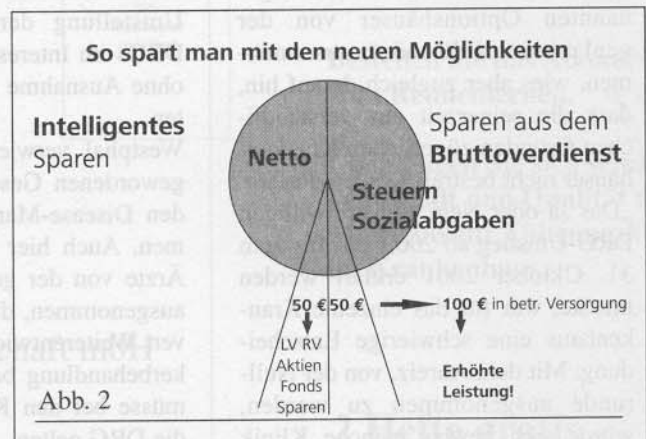 So spart man mit den neuen Möglichkeiten
Intelligentes
Sparen
Netto
Sparen aus dem
Bruttoverdienst
Steuern
Sozialabgaben
50 € 50 € 100 € in betr. Versorgung
LV RV
Aktien
Fonds
Sparen
Erhöhte
Leistung!
Abb. 2